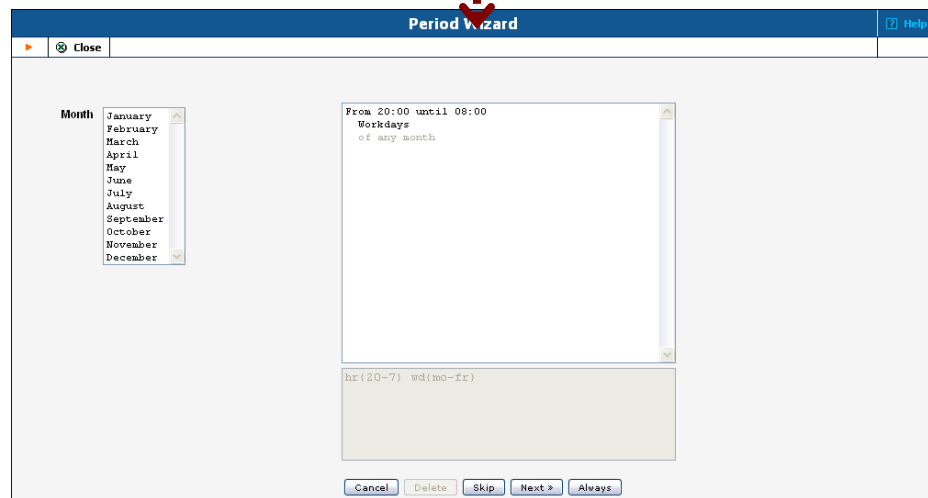 Period Wizard
? Help
Close
Month
January
February
March
April
May
June
July
August
September
October
November
December
From 20:00 until 08:00
Workdays
of any month
hr{20-7} wd{mo-fr}
Cancel Delete Skip Next » Always